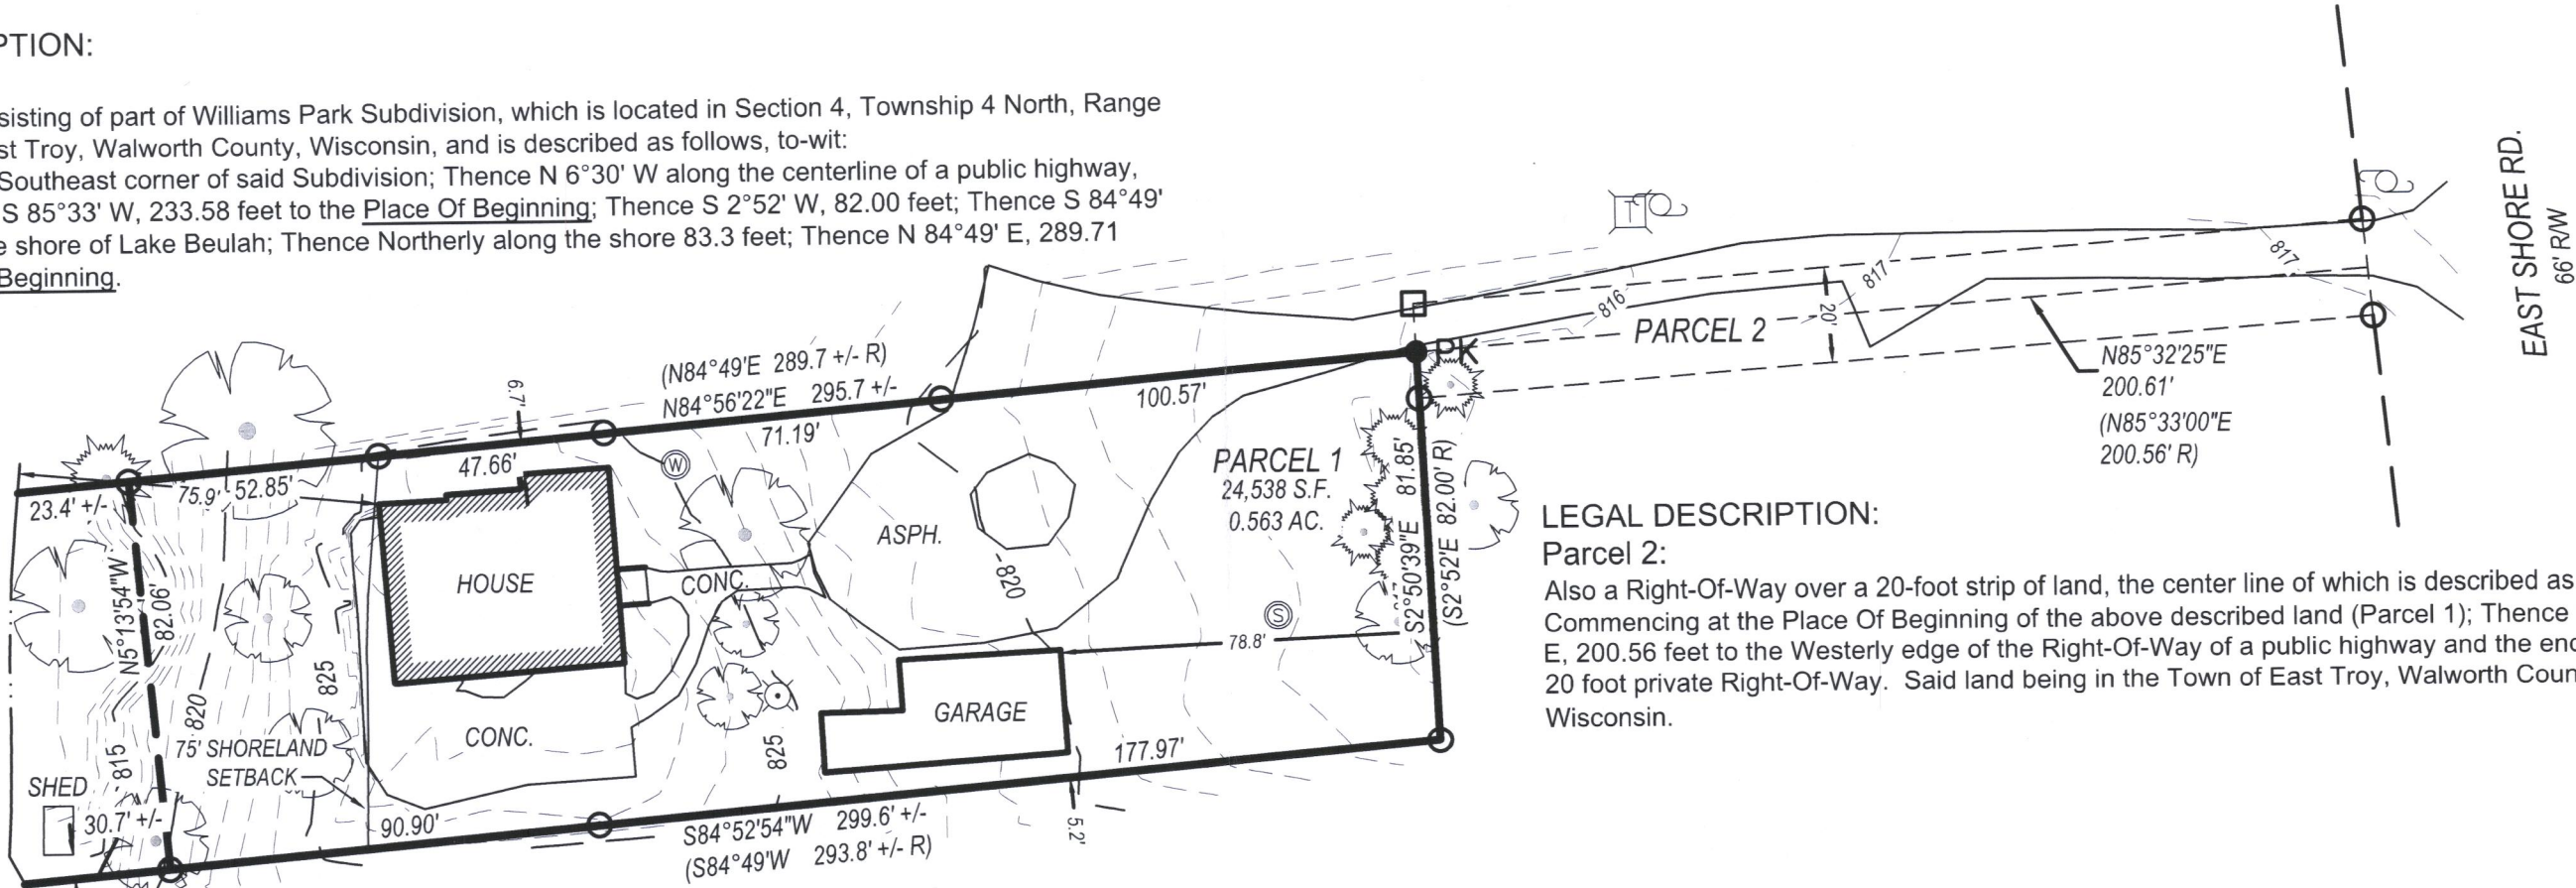 PTION:
sisting of part of Williams Park Subdivision, which is located in Section 4, Township 4 North, Range
st Troy, Walworth County, Wisconsin, and is described as follows, to-wit:
Southeast corner of said Subdivision; Thence N 6°30' W along the centerline of a public highway,
S 85°33' W, 233.58 feet to the Place Of Beginning; Thence S 2°52' W, 82.00 feet; Thence S 84°49'
e shore of Lake Beulah; Thence Northerly along the shore 83.3 feet; Thence N 84°49' E, 289.71
Beginning.
EAST SHORE RD.
66' R/W
T
817
817
816
20'
PARCEL 2
PK
N85°32'25"E
200.61'
(N85°33'00"E
200.56' R)
(N84°49'E 289.7 +/- R)
N84°56'22"E 295.7 +/-
6.7'
100.57'
71.19'
47.66'
W
75.9'
52.85'
23.4' +/-
PARCEL 1
24,538 S.F.
0.563 AC.
81.85'
S2°50'39"E
(S2°52'E 82.00' R)
ASPH.
820
HOUSE
CONC.
N5°13'54"W
82.06'
S
78.8'
825
820
815
75' SHORELAND
SETBACK
CONC.
825
GARAGE
177.97'
SHED
30.7' +/-
90.90'
S84°52'54"W 299.6' +/-
(S84°49'W 293.8' +/- R)
5.2'
LEGAL DESCRIPTION:
Parcel 2:
Also a Right-Of-Way over a 20-foot strip of land, the center line of which is described as
Commencing at the Place Of Beginning of the above described land (Parcel 1); Thence
E, 200.56 feet to the Westerly edge of the Right-Of-Way of a public highway and the end
20 foot private Right-Of-Way. Said land being in the Town of East Troy, Walworth Coun
Wisconsin.